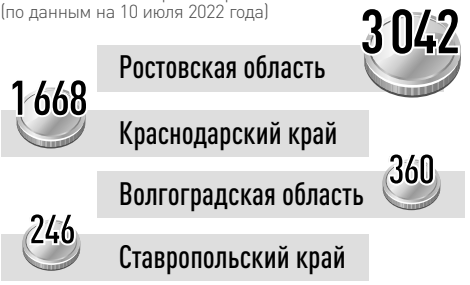 (по данным на 10 июля 2022 года)
3 042
Ростовская область
1 668
Краснодарский край
360
Волгоградская область
246
Ставропольский край